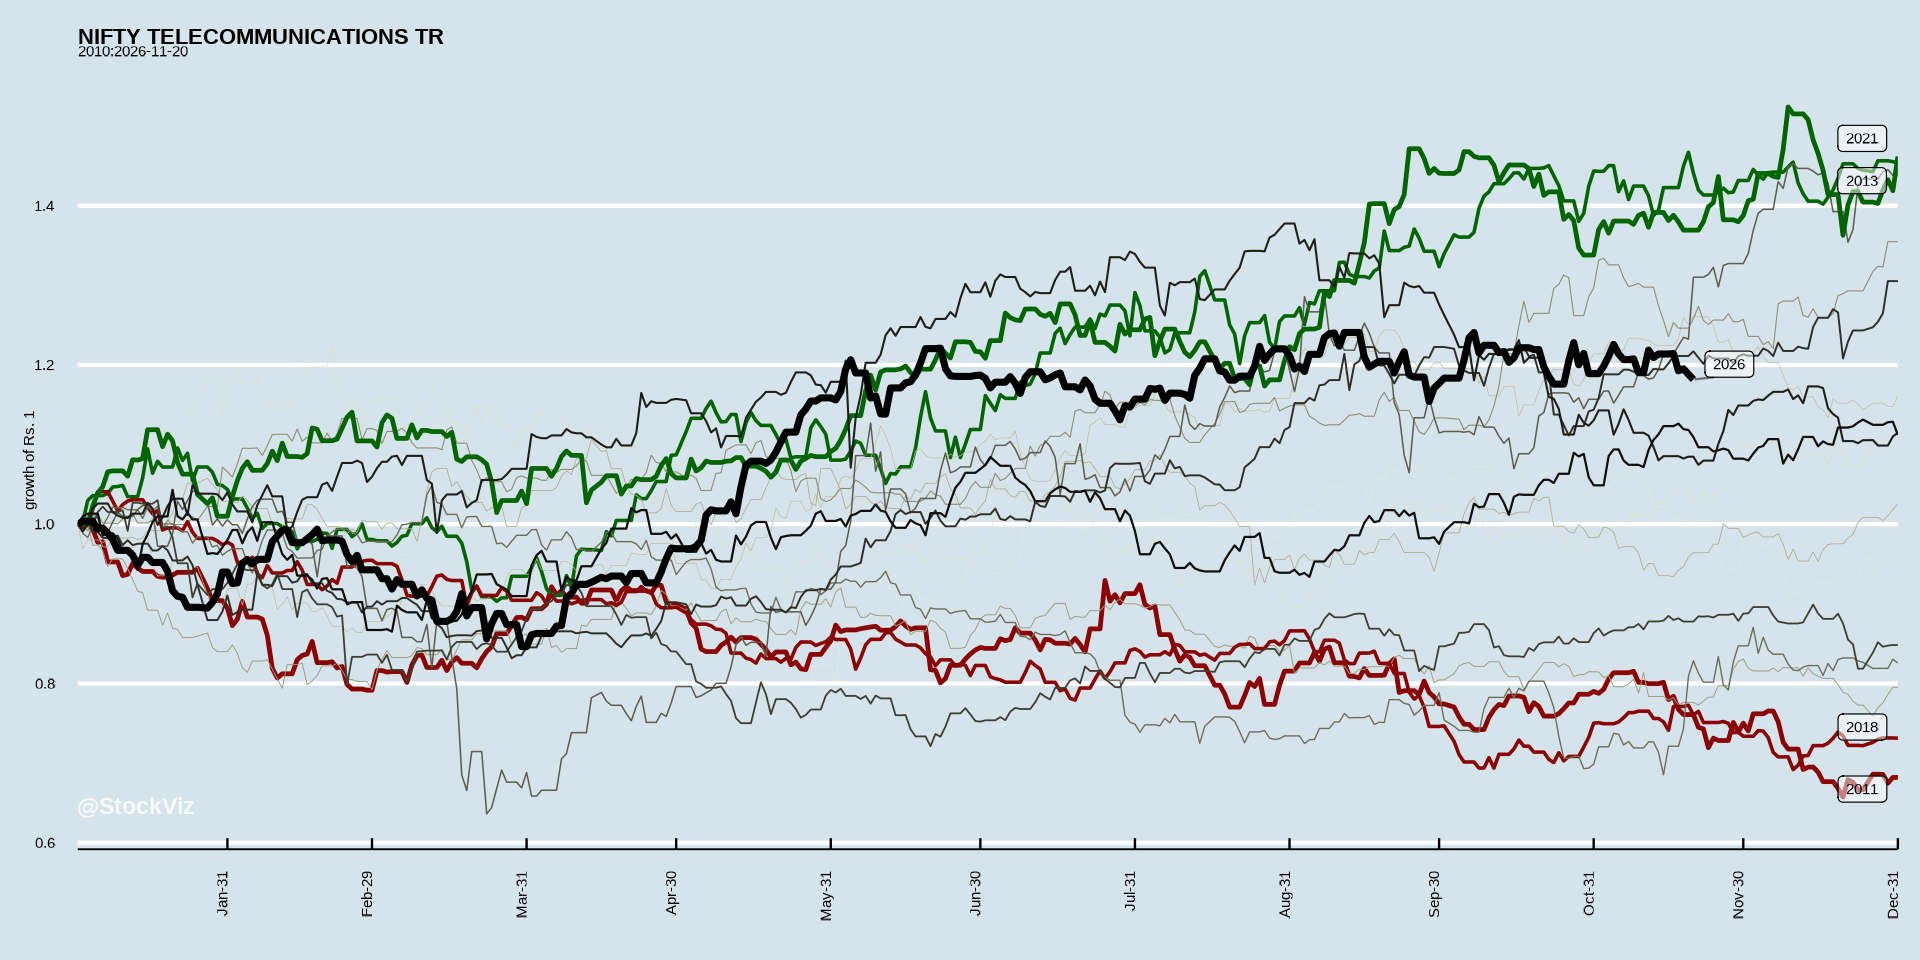 NIFTY TELECOMMUNICATIONS TR
2010:2026-11-20
2021
2013
1.4
1.2
2026
growth of Rs. 1
1.0
0.8
2018
2011
@StockViz
0.6
Jan-31
Feb-29
Mar-31
Apr-30
May-31
Jun-30
Jul-31
Aug-31
Sep-30
Oct-31
Nov-30
Dec-31